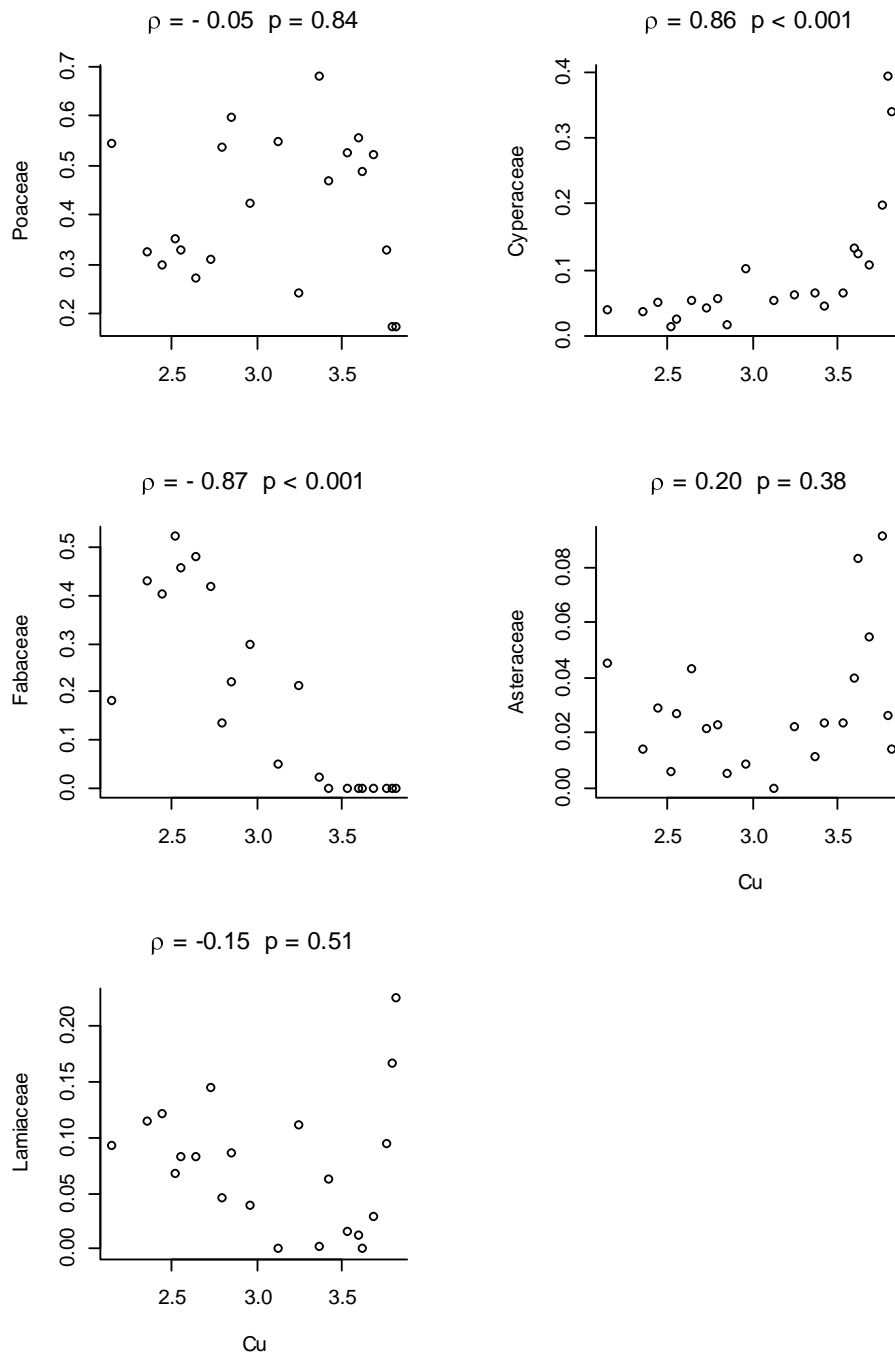 ρ = - 0.05 p = 0.84
Poaceae
0.7
0.6
0.5
0.4
0.3
0.2
2.5 3.0 3.5
ρ = 0.86 p < 0.001
Cyperaceae
0.4
0.3
0.2
0.1
0.0
2.5 3.0 3.5
ρ = - 0.87 p < 0.001
Fabaceae
0.5
0.4
0.3
0.2
0.1
0.0
2.5 3.0 3.5
ρ = 0.20 p = 0.38
Asteraceae
0.08
0.06
0.04
0.02
0.00
2.5 3.0 3.5
Cu
ρ = -0.15 p = 0.51
Lamiaceae
0.20
0.15
0.10
0.05
0.00
2.5 3.0 3.5
Cu